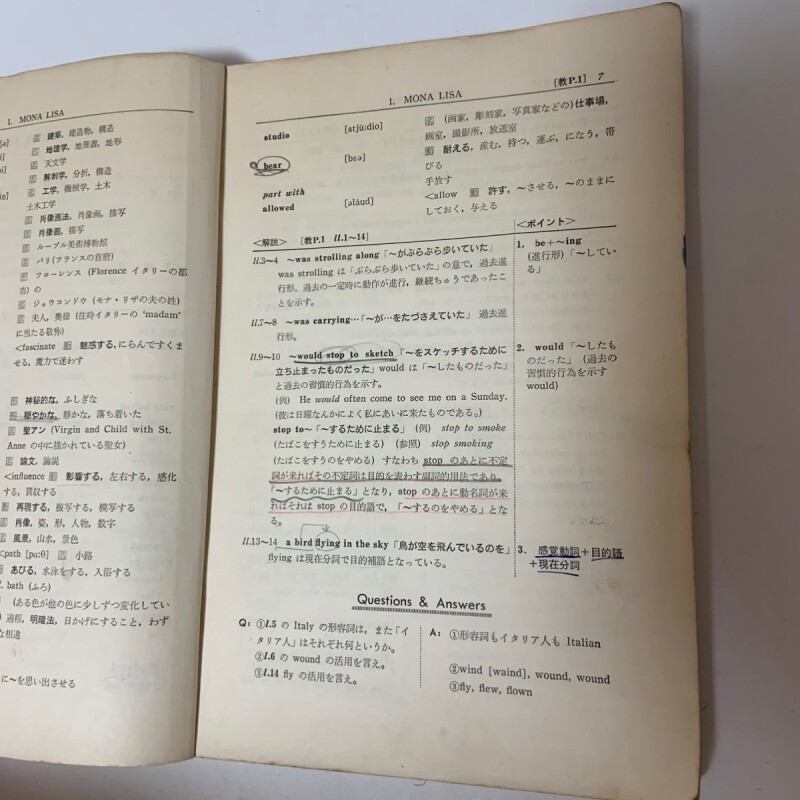 1. MONA LISA
建築, 建造物, 構造
地理学, 地理書, 地形
天文学
解剖学, 分析, 構造
工学, 機械学, 土木
土木工学
肖像画法, 肖像画, 描写
肖像画, 描写
ルーブル美術博物館
パリ(フランスの首府)
フローレンス (Florence イタリーの都
市) の
ジョウコンドウ (モナ・リザの夫の姓)
夫人, 奥様 (往時イタリーの "madam"
に当たる敬称)
<fascinate 動 魅惑する, にらんですくま
せる, 魔力で迷わす
神秘的な, ふしぎな
穏やかな, 静かな, 落ち着いた
聖アン (Virgin and Child with St.
Anne の中に描かれている聖女)
論文, 論説
<influence 動 影響する, 左右する, 感化
する, 買収する
再現する, 複写する, 模写する
肖像, 姿, 形, 人物, 数字
風景, 山水, 景色
<path [pɑ:θ] 名 小路
あびる, 水泳をする, 入浴する
bath (ふろ)
(ある色が他の色に少しずつ変化してい
) 過程, 明暗法, 日かげにすること, わず
な相違
に〜を思い出させる
1. MONA LISA [教P.1] 7
studio [stjú:dio] 名 (画家, 彫刻家, 写真家などの) 仕事場,
画室, 撮影所, 放送室
bear [bɛə] 動 耐える, 産む, 持つ, 運ぶ, になう, 帯
びる
part with 手放す
allowed [əláud] <allow 動 許す, 〜させる, 〜のままに
しておく, 与える
<解説> [教P.1 ll.1~14] <ポイント>
ll.3~4 ~was strolling along「〜がぶらぶら歩いていた」
was strolling は「ぶらぶら歩いていた」の意で, 過去進
行形。過去の一定時に動作が進行, 継続ちゅうであったこ
とを示す。
1. be+~ing
(進行形)「〜してい
る」
ll.7~8 ~was carrying…「〜が…をたづさえていた」 過去進
行形。
ll.9~10 ~would stop to sketch「〜をスケッチするために
立ち止まったものだった」would は「〜したものだった」
と過去の習慣的行為を示す。
(例) He would often come to see me on a Sunday.
(彼は日曜なんかによく私にあいに来たものである。)
stop to~「〜するために止まる」 (例) stop to smoke
(たばこをすうために止まる) (参照) stop smoking
(たばこをすうのをやめる) すなわち stop のあとに不定
詞が来ればその不定詞は目的を表わす副詞的用法であり,
「〜するために止まる」となり, stop のあとに動名詞が来
ればそれは stop の目的語で, 「〜するのをやめる」とな
る。
2. would「〜したも
のだった」(過去の
習慣的行為を示す
would)
ll.13~14 a bird flying in the sky「鳥が空を飛んでいるのを」
flying は現在分詞で目的補語となっている。
3. 感覚動詞+目的語
+現在分詞
Questions & Answers
Q: ①l.5 の Italy の形容詞は, また「イ
タリア人」はそれぞれ何というか。
②l.6 の wound の活用を言え。
③l.14 fly の活用を言え。
A: ①形容詞もイタリア人も Italian
②wind [waind], wound, wound
③fly, flew, flown